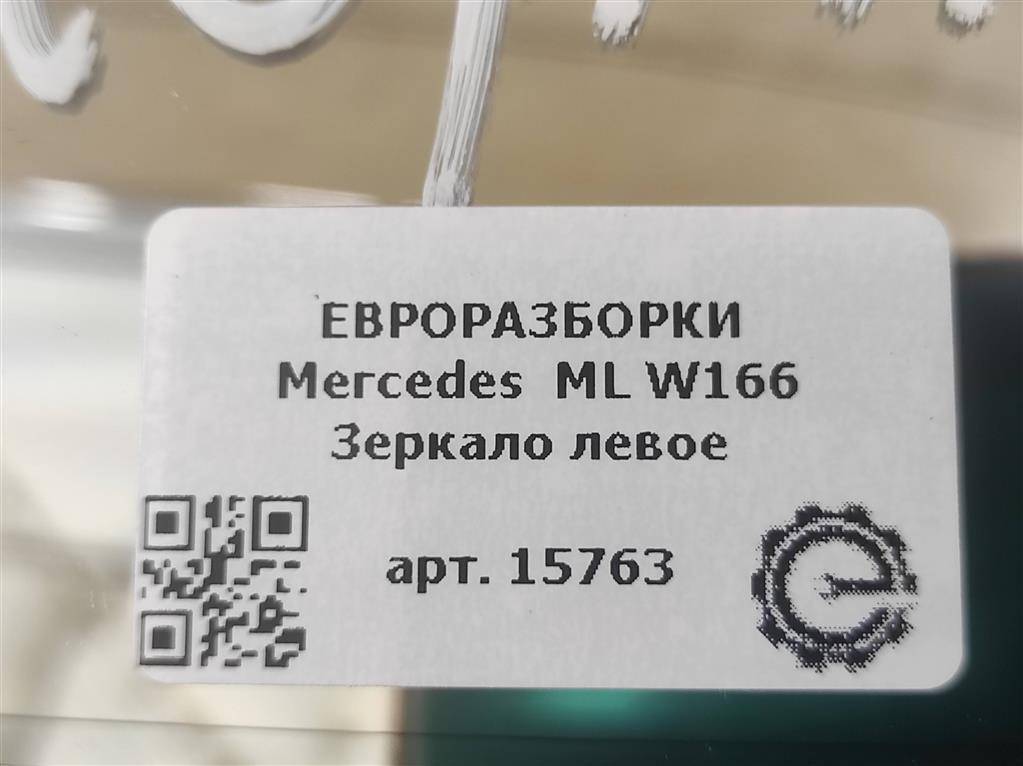 ЕВРОРАЗБОРКИ
Mercedes ML W166
Зеркало левое
арт. 15763